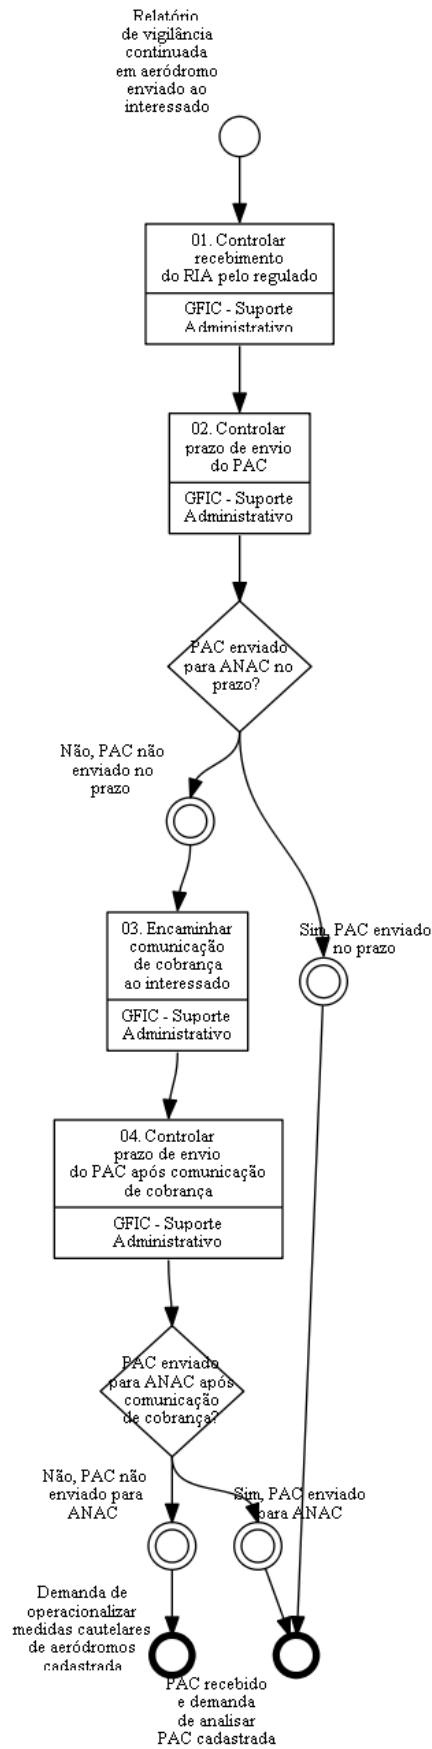 Relatório
de vigilância
continuada
em aeródromo
enviado ao
interessado
01. Controlar
recebimento
do RIA pelo regulado
GFIC - Suporte
Administrativo
02. Controlar
prazo de envio
do PAC
GFIC - Suporte
Administrativo
PAC enviado
para ANAC no
prazo?
Não, PAC não
enviado no
prazo
Sim, PAC enviado
no prazo
03. Encaminhar
comunicação
de cobrança
ao interessado
GFIC - Suporte
Administrativo
04. Controlar
prazo de envio
do PAC após comunicação
de cobrança
GFIC - Suporte
Administrativo
PAC enviado
para ANAC após
comunicação
de cobrança?
Não, PAC não
enviado para
ANAC
Sim, PAC enviado
para ANAC
Demanda de
operacionalizar
medidas cautelares
de aeródromos
cadastrada
PAC recebido
e demanda
de analisar
PAC cadastrada